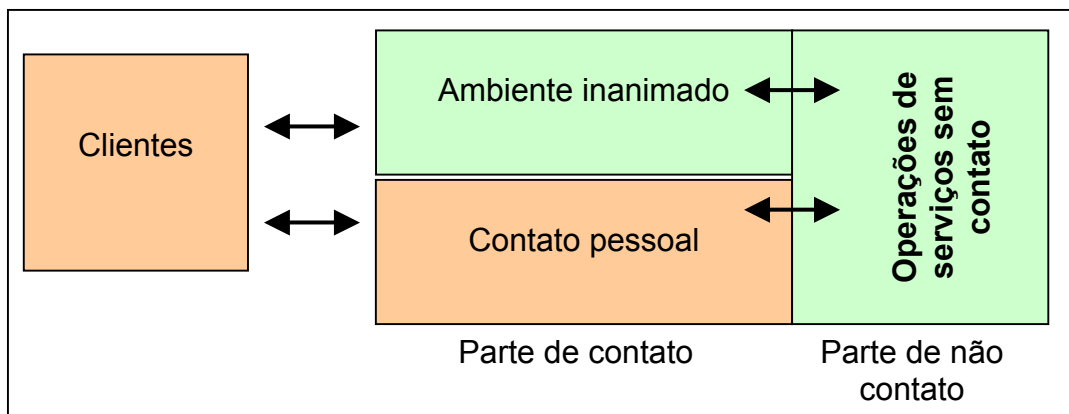 Clientes
Ambiente inanimado
Contato pessoal
Operações de
serviços sem
contato
Parte de contato
Parte de não
contato